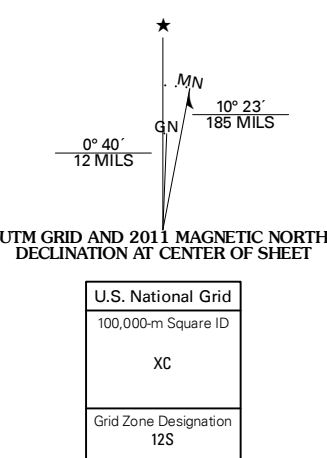 ★
MN
10° 23´
185 MILS
GN
0° 40´
12 MILS
UTM GRID AND 2011 MAGNETIC NORTH
DECLINATION AT CENTER OF SHEET
U.S. National Grid
100,000-m Square ID
XC
Grid Zone Designation
12S